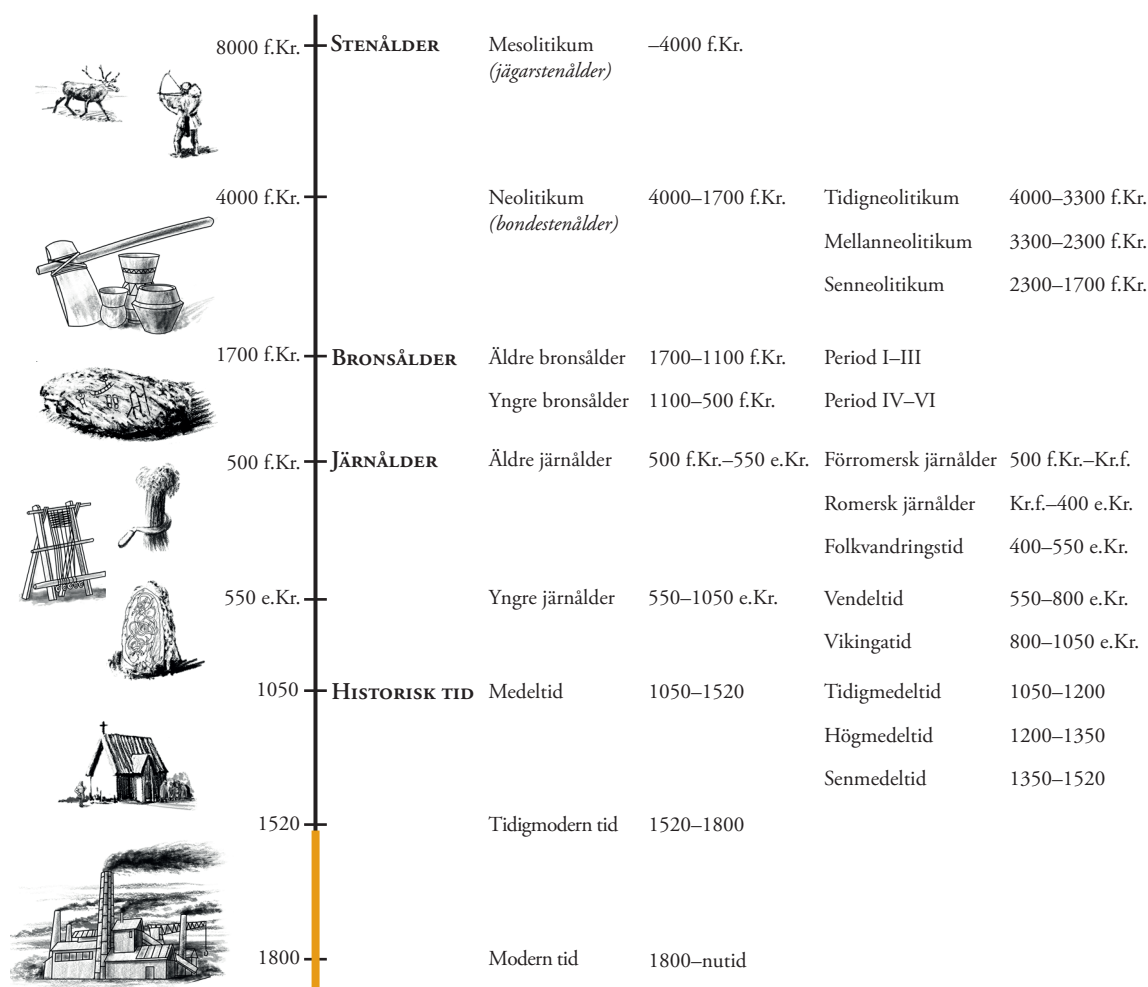 8000 f.Kr. STENÅLDER Mesolitikum –4000 f.Kr.
(jägarstenålder)
4000 f.Kr. Neolitikum 4000–1700 f.Kr. Tidigneolitikum 4000–3300 f.Kr.
(bondestenålder)
Mellanneolitikum 3300–2300 f.Kr.
Senneolitikum 2300–1700 f.Kr.
1700 f.Kr. BRONSÅLDER Äldre bronsålder 1700–1100 f.Kr. Period I–III
Yngre bronsålder 1100–500 f.Kr. Period IV–VI
500 f.Kr. JÄRNÅLDER Äldre järnålder 500 f.Kr.–550 e.Kr. Förromersk järnålder 500 f.Kr.–Kr.f.
Romersk järnålder Kr.f.–400 e.Kr.
Folkvandringstid 400–550 e.Kr.
550 e.Kr. Yngre järnålder 550–1050 e.Kr. Vendeltid 550–800 e.Kr.
Vikingatid 800–1050 e.Kr.
1050 HISTORISK TID Medeltid 1050–1520 Tidigmedeltid 1050–1200
Högmedeltid 1200–1350
Senmedeltid 1350–1520
1520 Tidigmodern tid 1520–1800
1800 Modern tid 1800–nutid